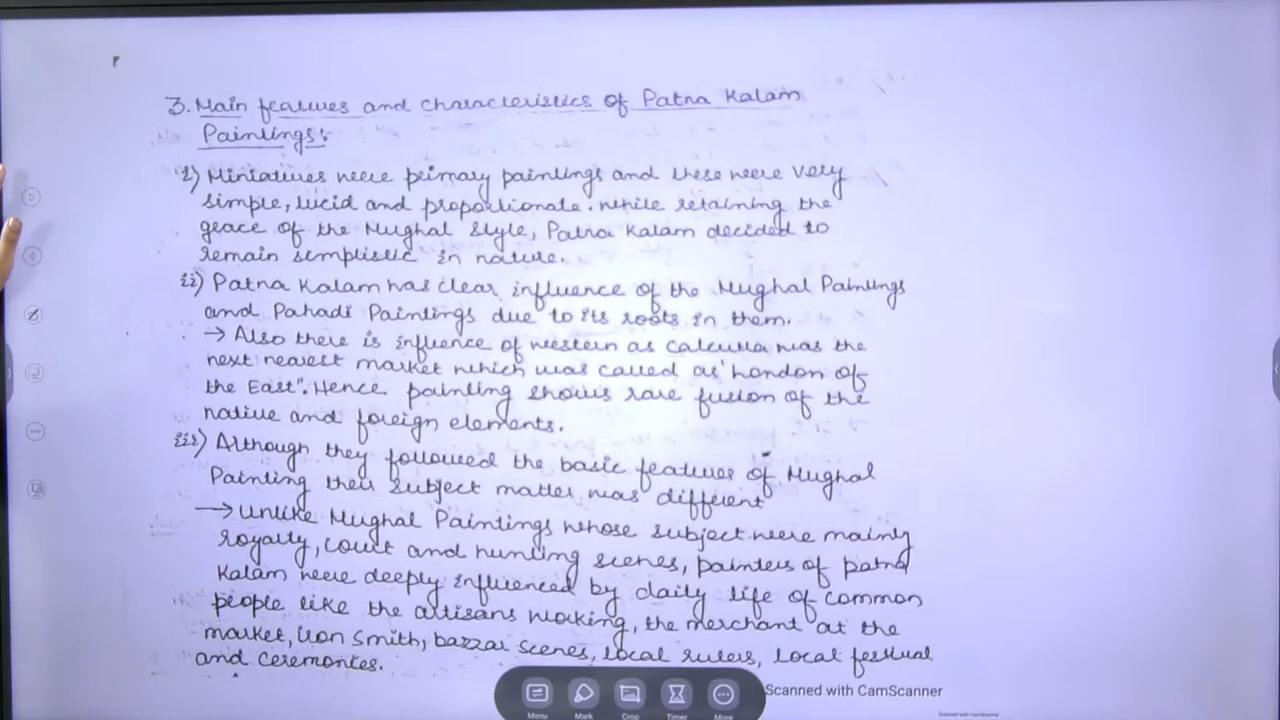 3. Main features and characteristics of Patna Kalam
Paintings:
i) Miniatures were primary paintings and these were very
simple, lucid and proportionate. While retaining the
grace of the Mughal style, Patna Kalam decided to
remain simplistic in nature.
ii) Patna Kalam has clear influence of the Mughal Paintings
and Pahadi Paintings due to its roots in them.
→ Also there is influence of western as Calcutta was the
next nearest market which was called as "London of
the East". Hence painting shows rare fusion of the
native and foreign elements.
iii) Although they followed the basic features of Mughal
Painting their subject matter was different
→ Unlike Mughal Paintings whose subject were mainly
royalty, court and hunting scenes, painters of patna
Kalam were deeply influenced by daily life of common
people like the artisans working, the merchant at the
market, iron smith, bazzar scenes, local rulers, local festival
and ceremonies.
Menu Mark Crop Timer More
Scanned with CamScanner
Scanned with CamScanner